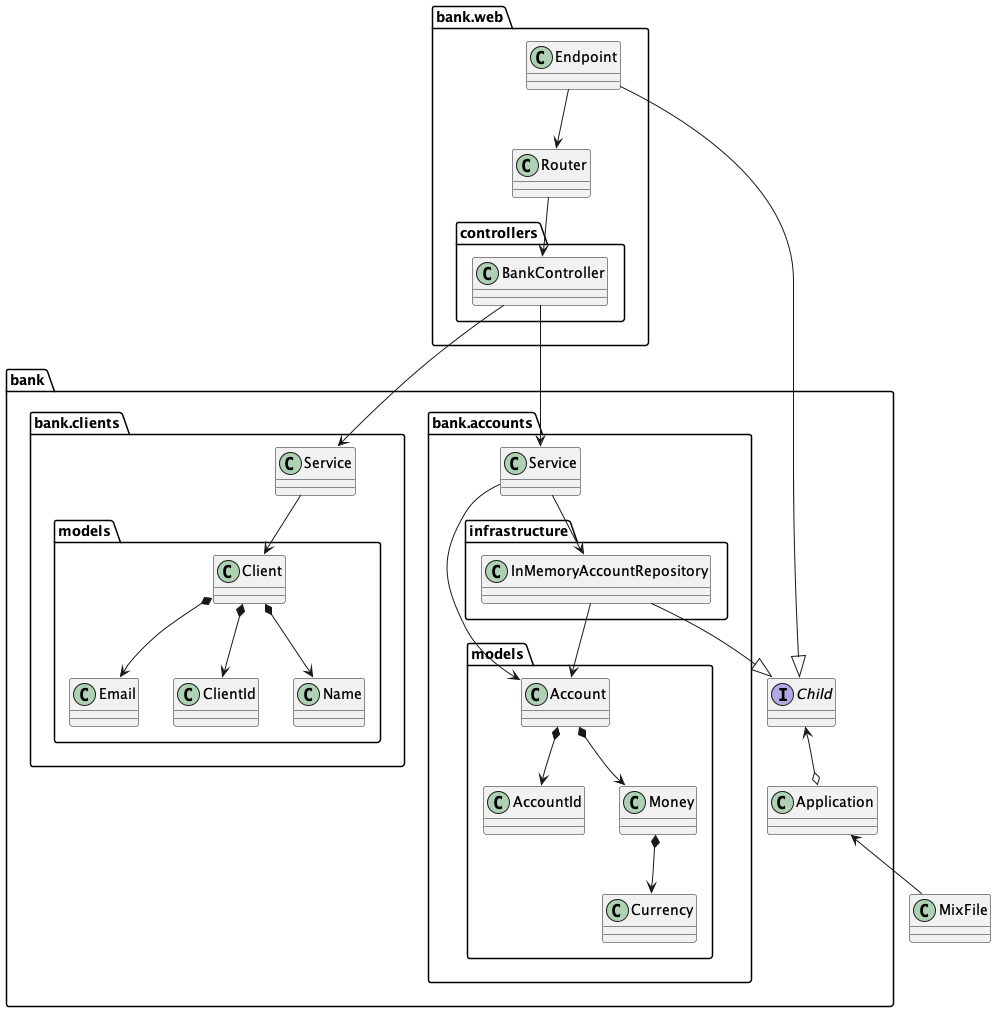 bank.web
C Endpoint
C Router
controllers
C BankController
bank
bank.clients
bank.accounts
C Service
C Service
models
infrastructure
C Client
C InMemoryAccountRepository
models
C Email
C ClientId
C Name
C Account
I Child
C AccountId
C Money
C Application
C Currency
C MixFile